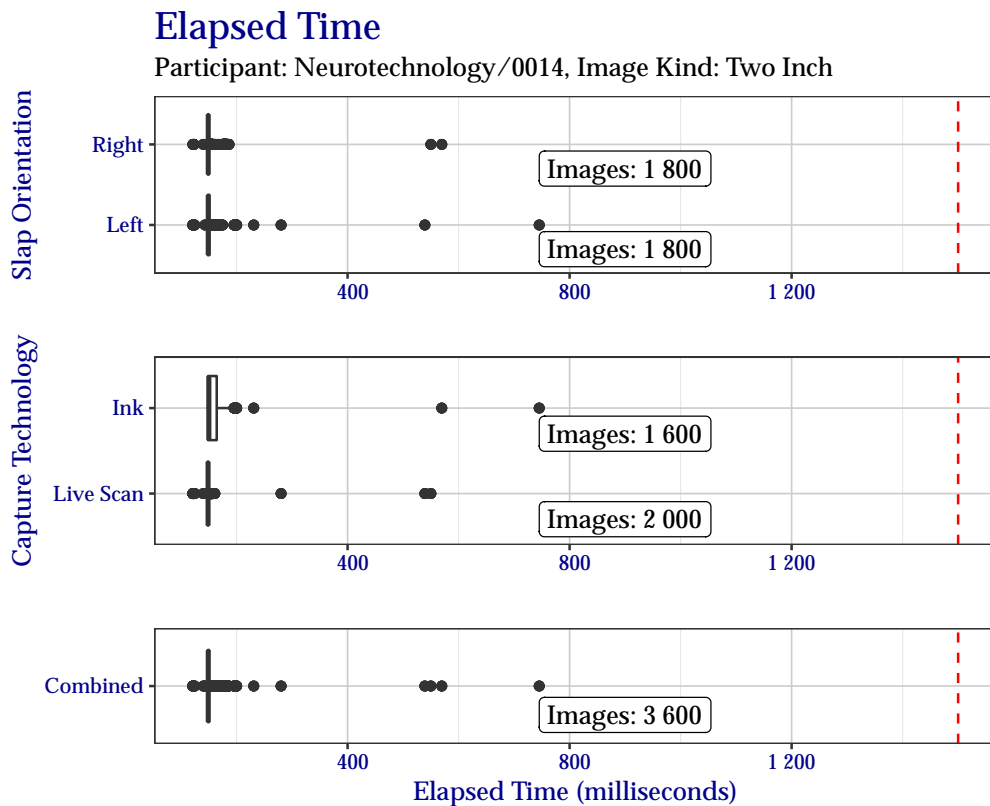 Elapsed Time
Participant: Neurotechnology/0014, Image Kind: Two Inch
Slap Orientation
Right
Images: 1 800
Left
Images: 1 800
400 800 1 200
Capture Technology
Ink
Images: 1 600
Live Scan
Images: 2 000
400 800 1 200
Combined
Images: 3 600
400 800 1 200
Elapsed Time (milliseconds)